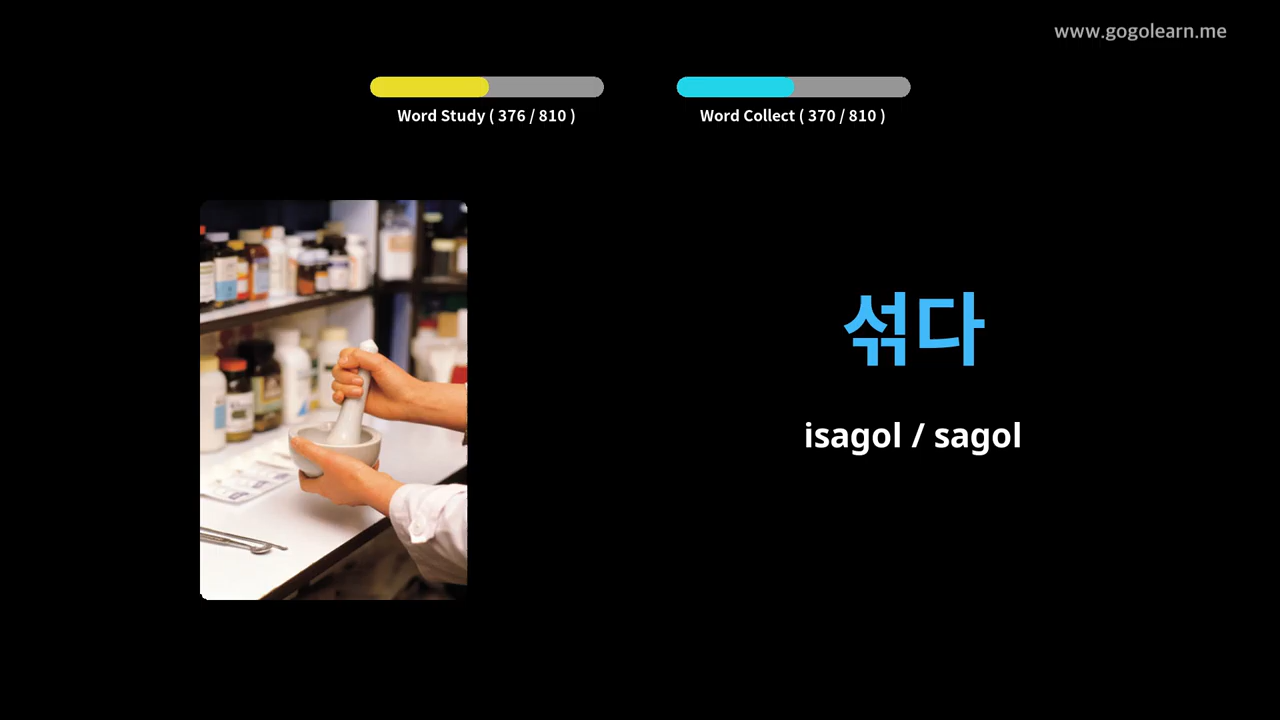 www.gogolearn.me
Word Study ( 376 / 810 )
Word Collect ( 370 / 810 )
섞다
isagol / sagol